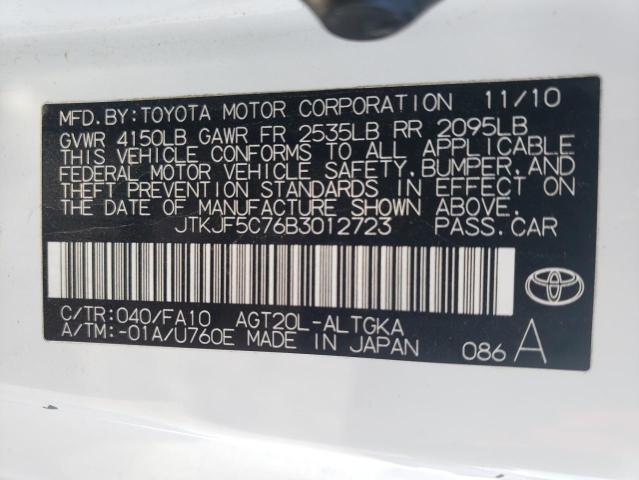 MFD. BY: TOYOTA MOTOR CORPORATION 11/10
GVWR 4150LB GAWR FR 2535LB RR 2095LB
THIS VEHICLE CONFORMS TO ALL APPLICABLE
FEDERAL MOTOR VEHICLE SAFETY, BUMPER, AND
THEFT PREVENTION STANDARDS IN EFFECT ON
THE DATE OF MANUFACTURE SHOWN ABOVE.
JTKJF5C76B3012723 PASS. CAR
C/TR: 040/FA10 AGT20L-ALTGKA
A/TM: -01A/U760E MADE IN JAPAN 086 A